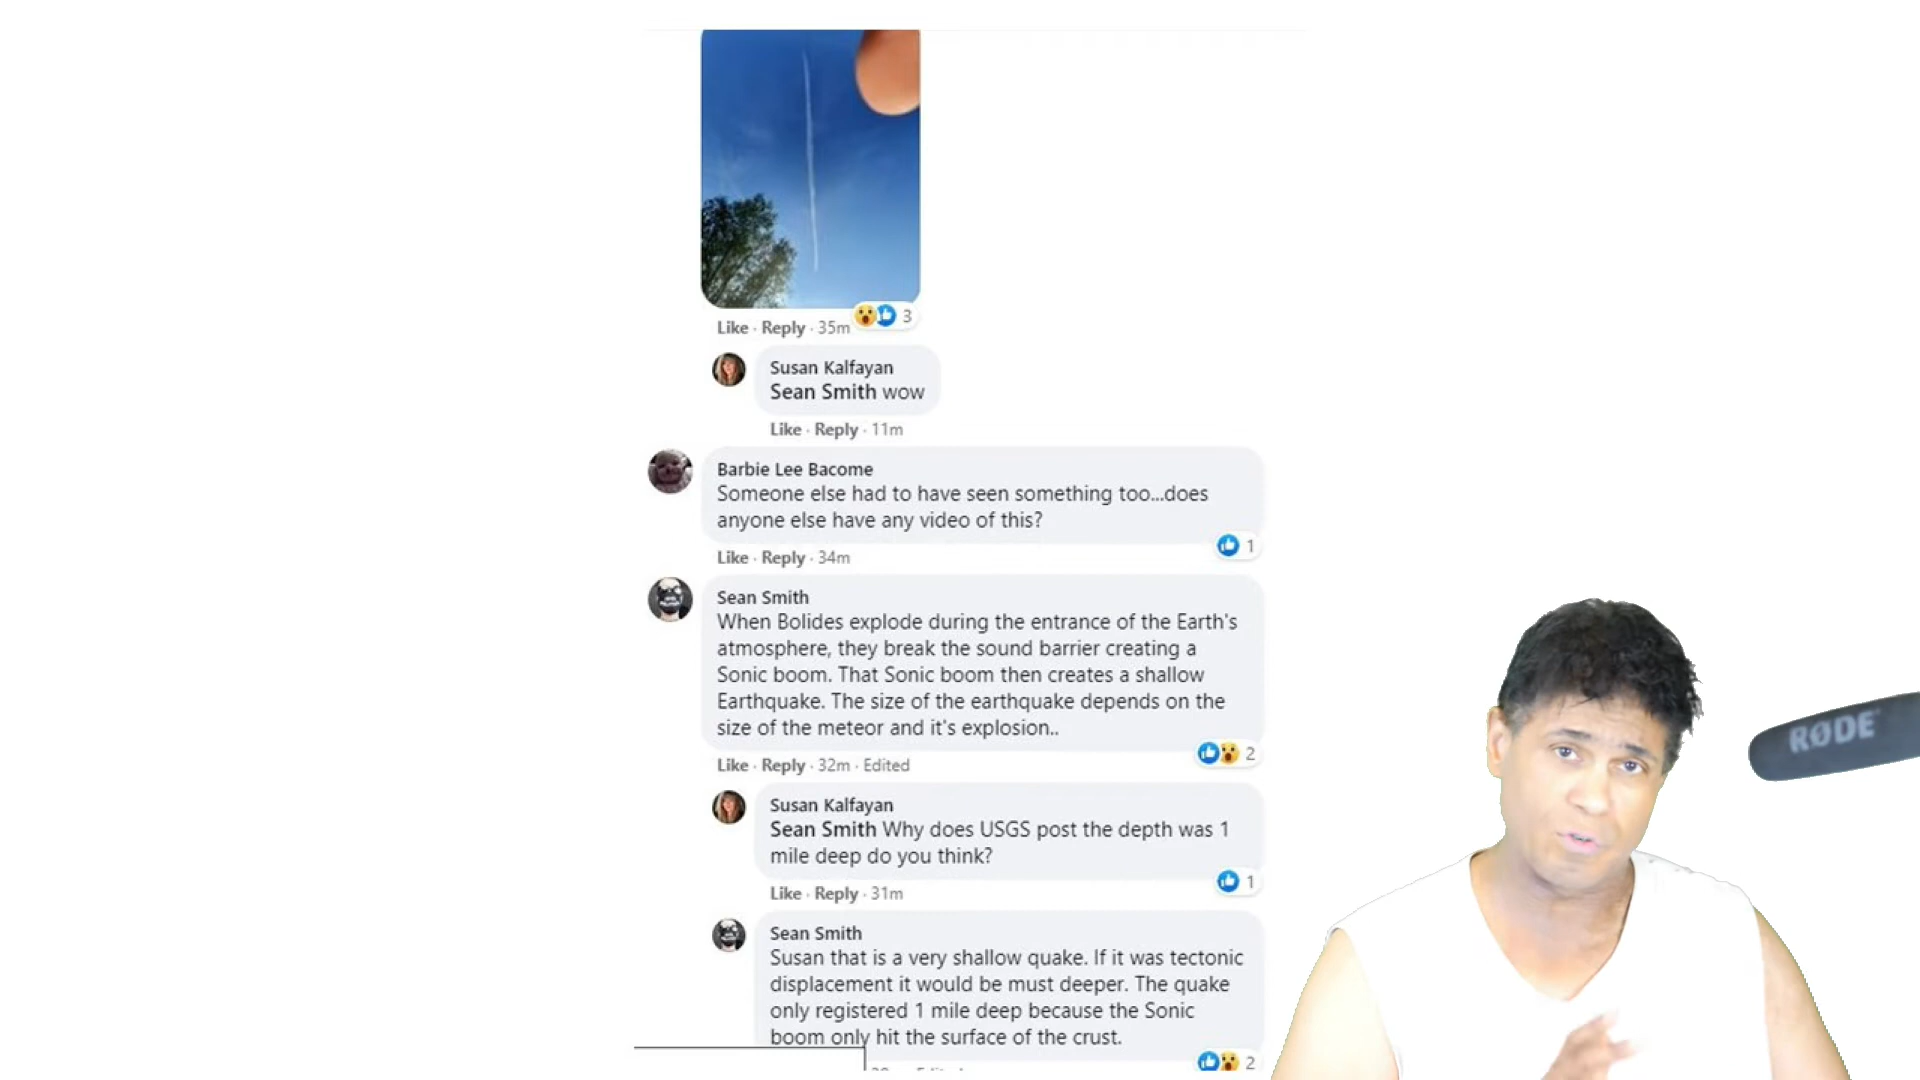 Like · Reply · 35m
3
Susan Kalfayan
Sean Smith wow
Like · Reply · 11m
Barbie Lee Bacome
Someone else had to have seen something too...does
anyone else have any video of this?
1
Like · Reply · 34m
Sean Smith
When Bolides explode during the entrance of the Earth's
atmosphere, they break the sound barrier creating a
Sonic boom. That Sonic boom then creates a shallow
Earthquake. The size of the earthquake depends on the
size of the meteor and it's explosion..
2
Like · Reply · 32m · Edited
Susan Kalfayan
Sean Smith Why does USGS post the depth was 1
mile deep do you think?
1
Like · Reply · 31m
Sean Smith
Susan that is a very shallow quake. If it was tectonic
displacement it would be must deeper. The quake
only registered 1 mile deep because the Sonic
boom only hit the surface of the crust.
2
RØDE